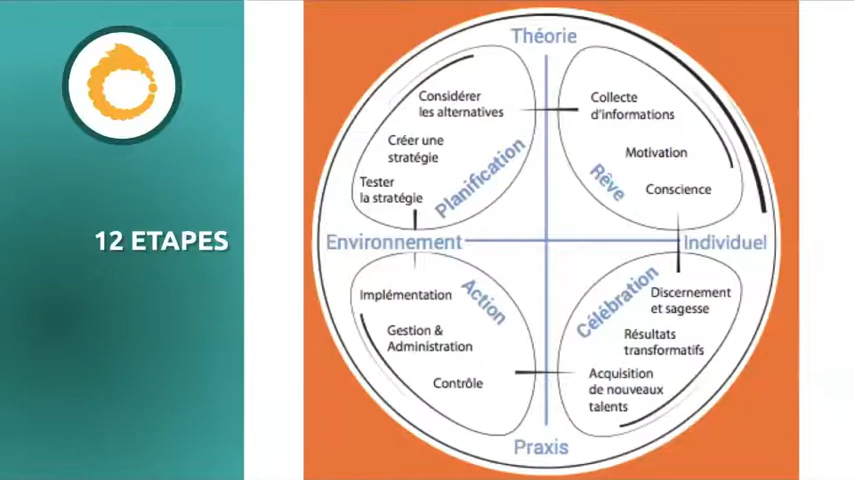 12 ETAPES
Théorie
Considérer
les alternatives
Créer une
stratégie
Tester
la stratégie
Planification
Collecte
d'informations
Motivation
Conscience
Rêve
Environnement
Individuel
Implémentation
Gestion &
Administration
Contrôle
Action
Célébration
Discernement
et sagesse
Résultats
transformatifs
Acquisition
de nouveaux
talents
Praxis